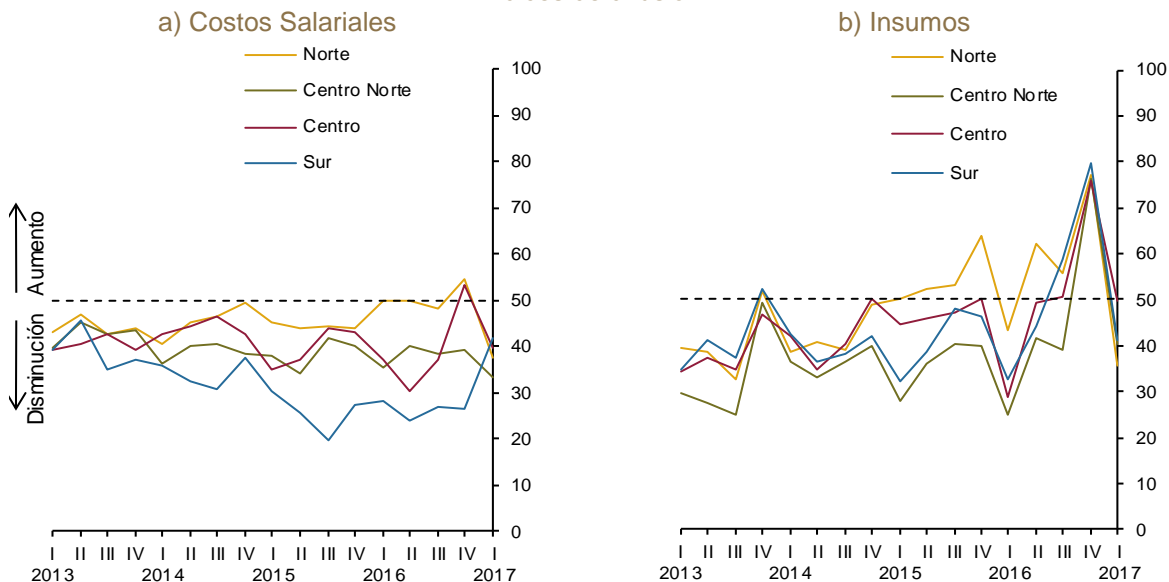 a) Costos Salariales
Norte
Centro Norte
Centro
Sur
Aumento
Disminución
100
90
80
70
60
50
40
30
20
10
0
I II III IV I II III IV I II III IV I II III IV I
2013 2014 2015 2016 2017
b) Insumos
Norte
Centro Norte
Centro
Sur
100
90
80
70
60
50
40
30
20
10
0
I II III IV I II III IV I II III IV I II III IV I
2013 2014 2015 2016 2017